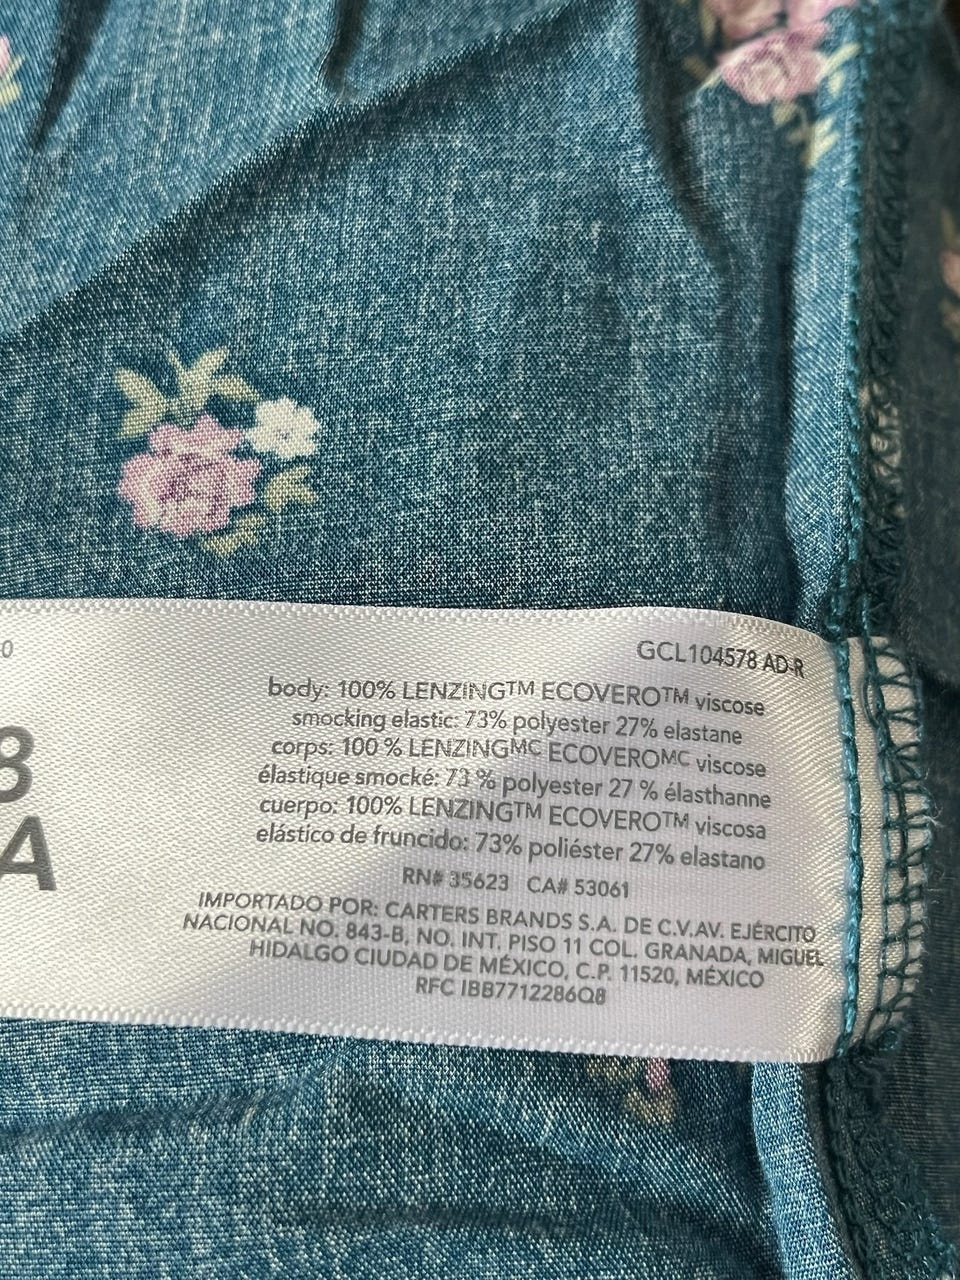 0
8
A
GCL104578 AD-R
body: 100% LENZING™ ECOVERO™ viscose
smocking elastic: 73% polyester 27% elastane
corps: 100 % LENZINGMC ECOVEROMC viscose
élastique smocké: 73 % polyester 27 % élasthanne
cuerpo: 100% LENZING™ ECOVERO™ viscosa
elástico de fruncido: 73% poliéster 27% elastano
RN# 35623 CA# 53061
IMPORTADO POR: CARTERS BRANDS S.A. DE C.V.AV. EJÉRCITO
NACIONAL NO. 843-B, NO. INT. PISO 11 COL. GRANADA, MIGUEL
HIDALGO CIUDAD DE MÉXICO, C.P. 11520, MÉXICO
RFC IBB7712286Q8